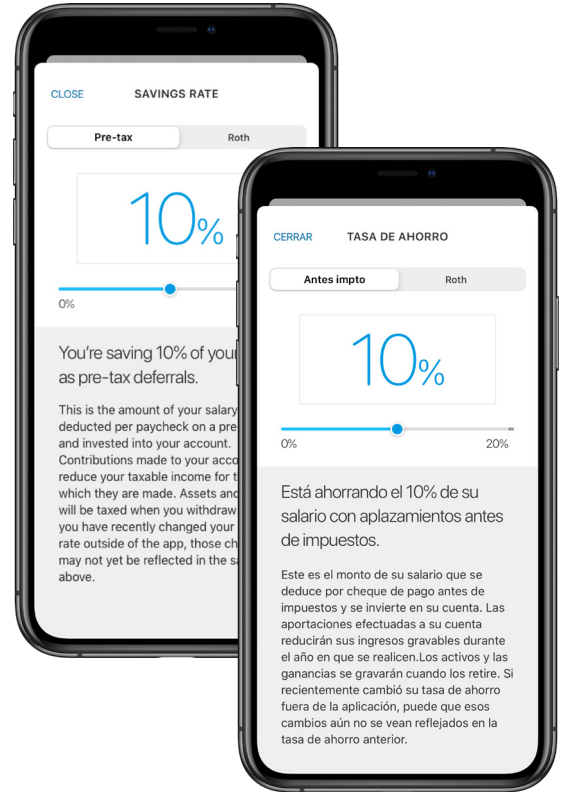 CLOSE
SAVINGS RATE
Pre-tax
Roth
10%
0%
You're saving 10% of your
as pre-tax deferrals.
This is the amount of your salary
deducted per paycheck on a pre
and invested into your account.
Contributions made to your acco
reduce your taxable income for t
which they are made. Assets and
will be taxed when you withdraw
you have recently changed your
rate outside of the app, those ch
may not yet be reflected in the sa
above.
CERRAR
TASA DE AHORRO
Antes impto
Roth
10%
0%
20%
Está ahorrando el 10% de su
salario con aplazamientos antes
de impuestos.
Este es el monto de su salario que se
deduce por cheque de pago antes de
impuestos y se invierte en su cuenta. Las
aportaciones efectuadas a su cuenta
reducirán sus ingresos gravables durante
el año en que se realicen.Los activos y las
ganancias se gravarán cuando los retire. Si
recientemente cambió su tasa de ahorro
fuera de la aplicación, puede que esos
cambios aún no se vean reflejados en la
tasa de ahorro anterior.